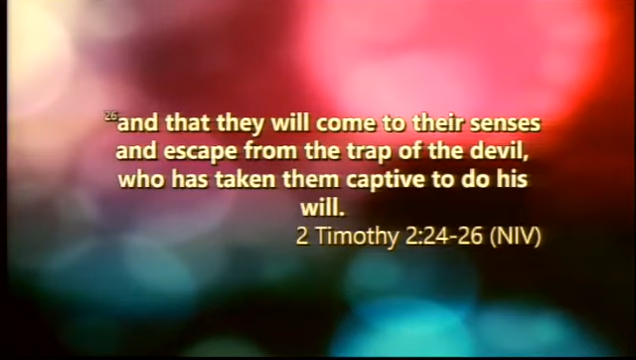 26and that they will come to their senses
and escape from the trap of the devil,
who has taken them captive to do his
will.
2 Timothy 2:24-26 (NIV)